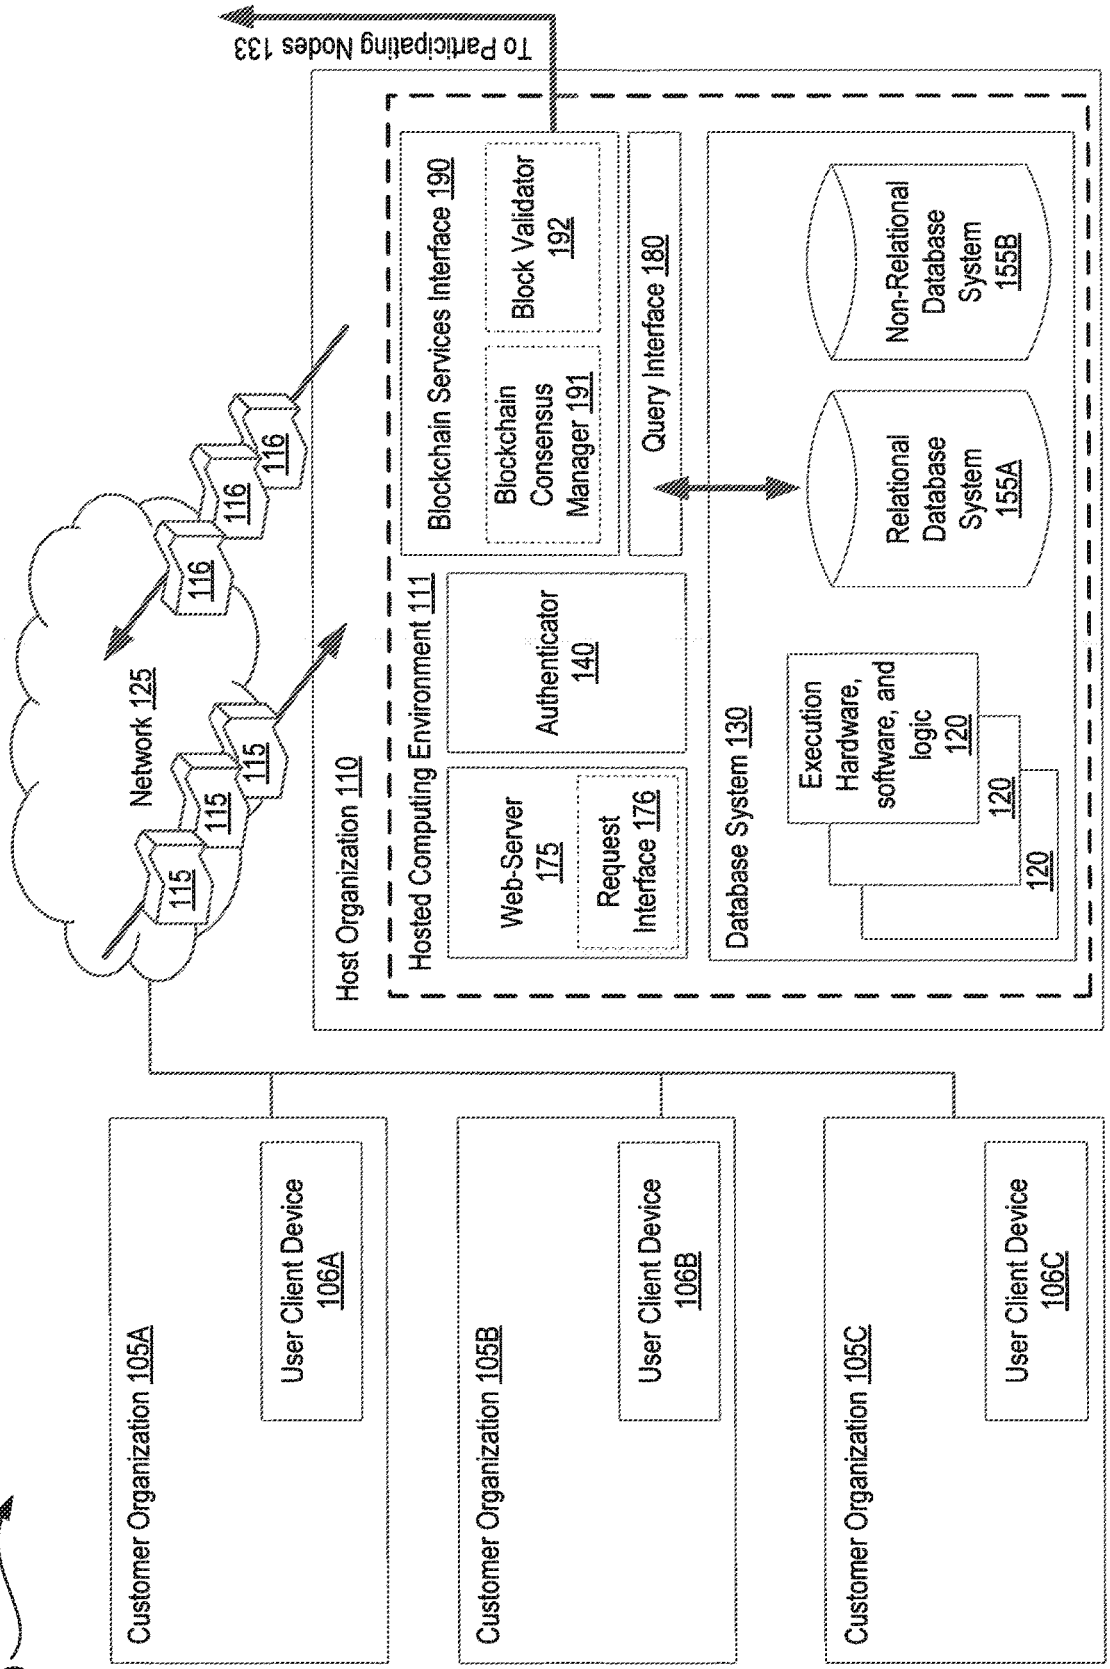 To Participating Nodes 133
Network 125
115
115
115
116
116
116
Host Organization 110
Hosted Computing Environment 111
Web-Server
175
Request
Interface 176
Authenticator
140
Blockchain Services Interface 190
Blockchain
Consensus
Manager 191
Block Validator
192
Query Interface 180
Database System 130
Execution
Hardware,
software, and
logic
120
120
120
Relational
Database
System
155A
Non-Relational
Database
System
155B
Customer Organization 105A
User Client Device
106A
Customer Organization 105B
User Client Device
106B
Customer Organization 105C
User Client Device
106C